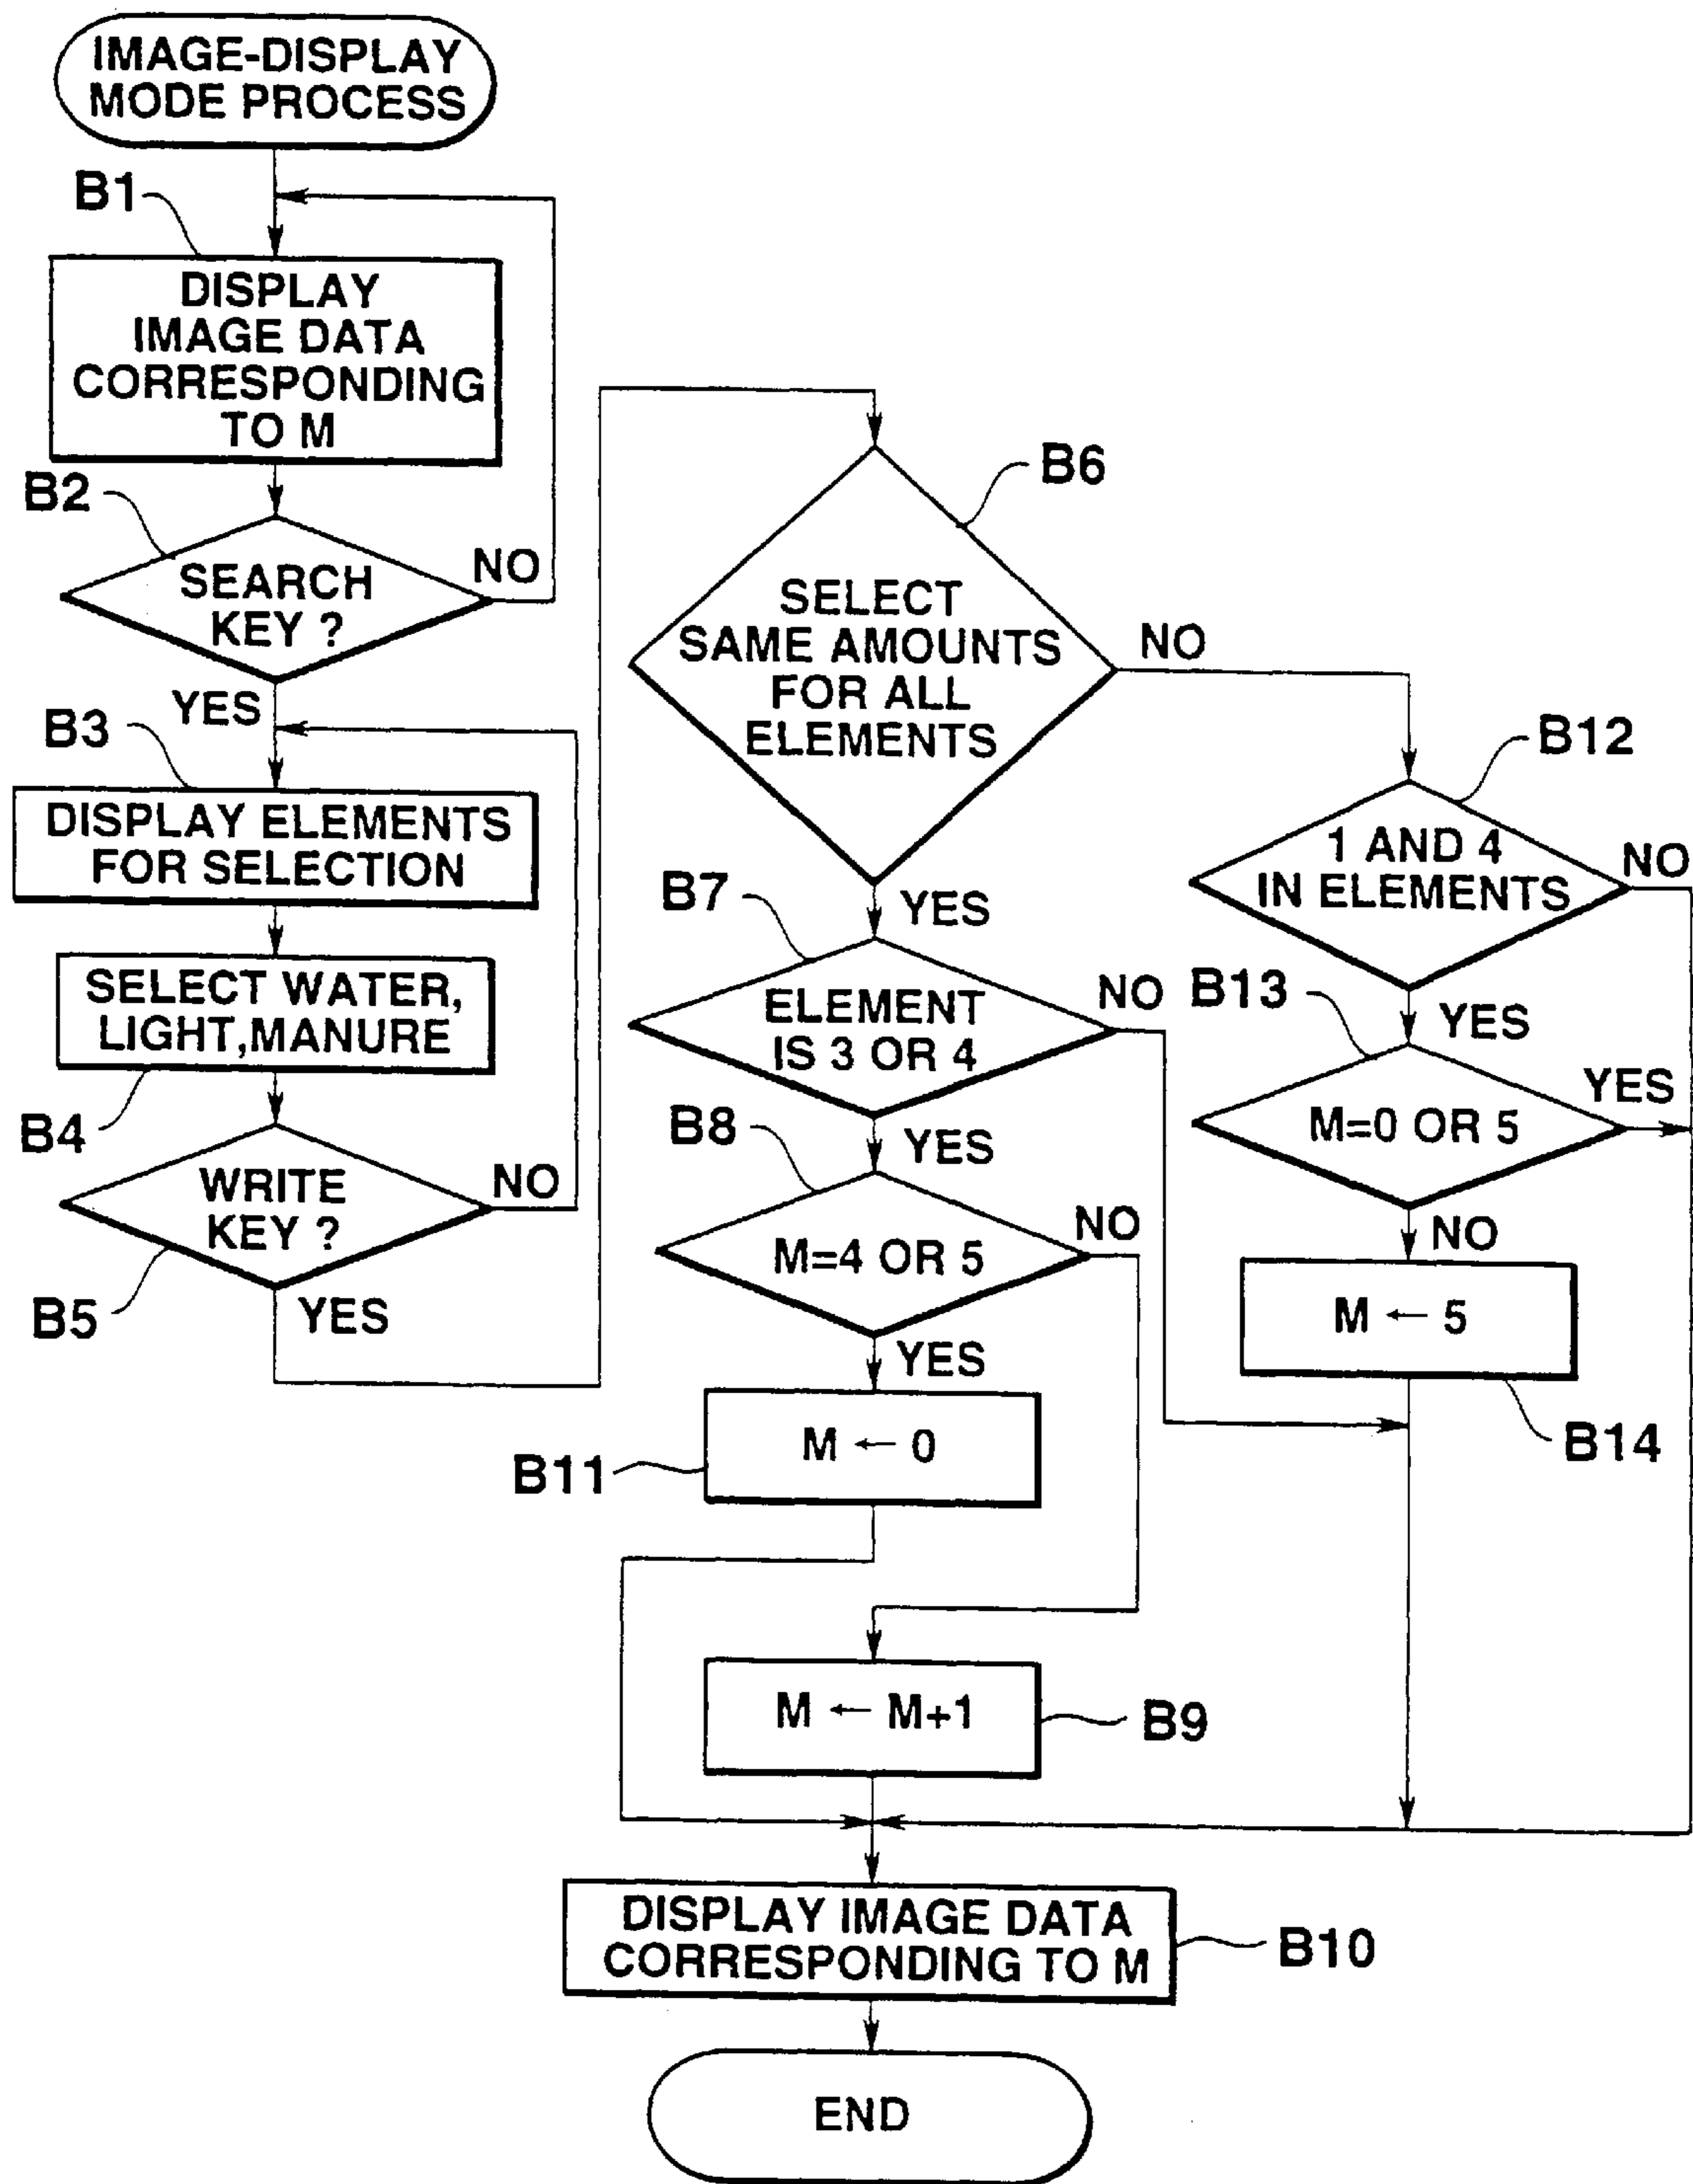 IMAGE-DISPLAY
MODE PROCESS
B1
DISPLAY
IMAGE DATA
CORRESPONDING
TO M
B2
SEARCH
KEY ?
NO
YES
B3
DISPLAY ELEMENTS
FOR SELECTION
SELECT WATER,
LIGHT,MANURE
B4
WRITE
KEY ?
NO
B5
YES
B6
SELECT
SAME AMOUNTS
FOR ALL
ELEMENTS
NO
YES
B7
ELEMENT
IS 3 OR 4
NO
YES
B8
M=4 OR 5
NO
YES
M ← 0
B11
M ← M+1
B9
B12
1 AND 4
IN ELEMENTS
NO
YES
B13
M=0 OR 5
YES
NO
M ← 5
B14
DISPLAY IMAGE DATA
CORRESPONDING TO M
B10
END